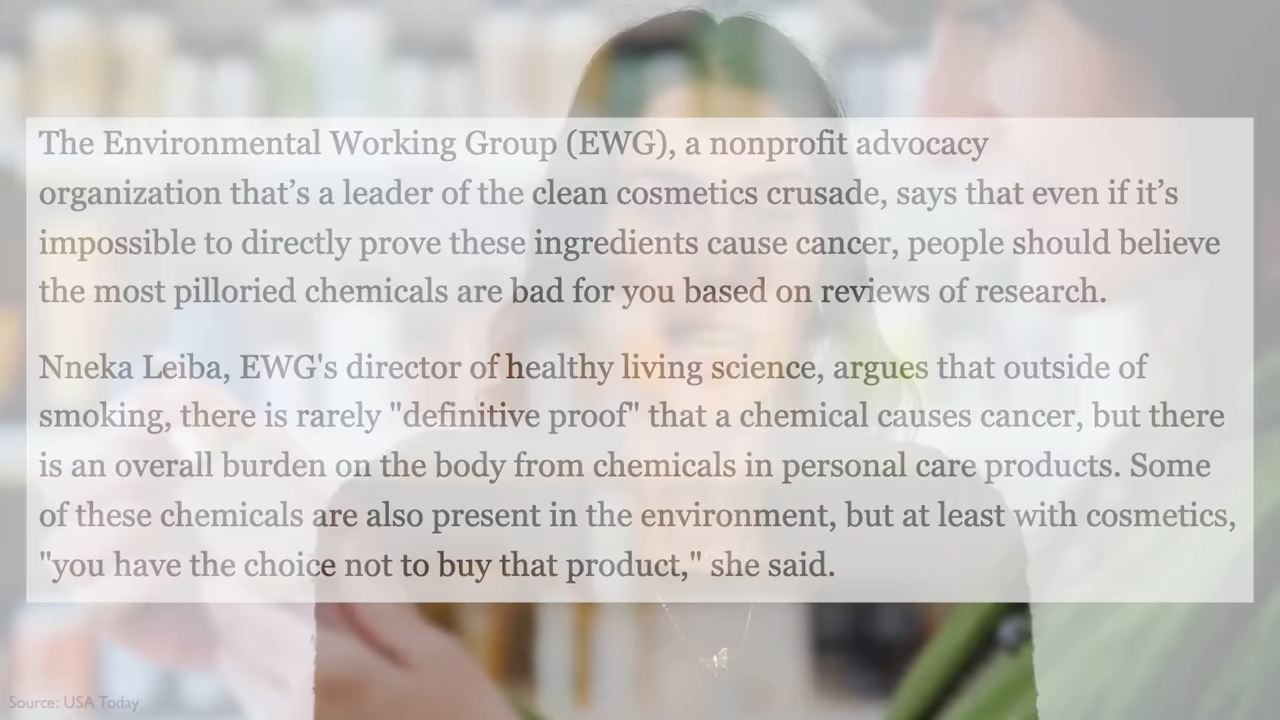 The Environmental Working Group (EWG), a nonprofit advocacy
organization that’s a leader of the clean cosmetics crusade, says that even if it’s
impossible to directly prove these ingredients cause cancer, people should believe
the most pilloried chemicals are bad for you based on reviews of research.
Nneka Leiba, EWG's director of healthy living science, argues that outside of
smoking, there is rarely "definitive proof" that a chemical causes cancer, but there
is an overall burden on the body from chemicals in personal care products. Some
of these chemicals are also present in the environment, but at least with cosmetics,
"you have the choice not to buy that product," she said.
Source: USA Today